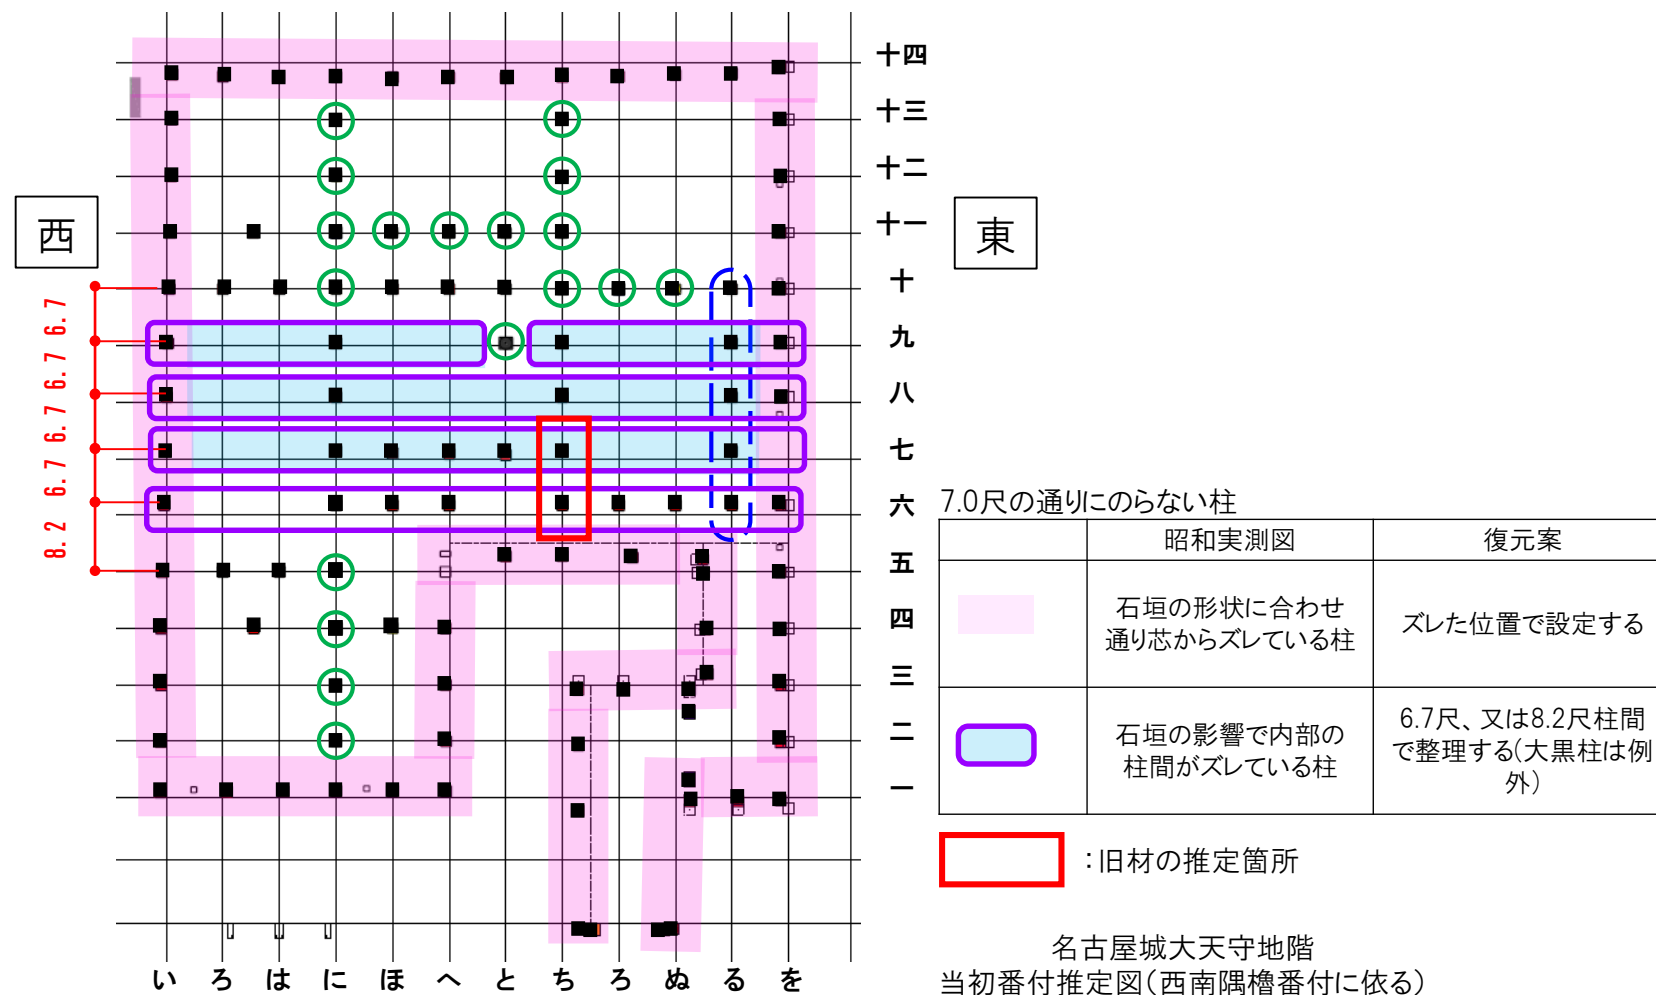 十四
十三
十二
十一
十
九
八
七
六
五
四
三
二
一
西
東
6.7
6.7
6.7
6.7
8.2
い ろ は に ほ へ と ち ろ ぬ る を
7.0尺の通りにのらない柱
昭和実測図
復元案
石垣の形状に合わせ
通り芯からズレている柱
ズレた位置で設定する
石垣の影響で内部の
柱間がズレている柱
6.7尺、又は8.2尺柱間
で整理する(大黒柱は例
外)
:旧材の推定箇所
名古屋城大天守地階
当初番付推定図(西南隅櫓番付に依る)